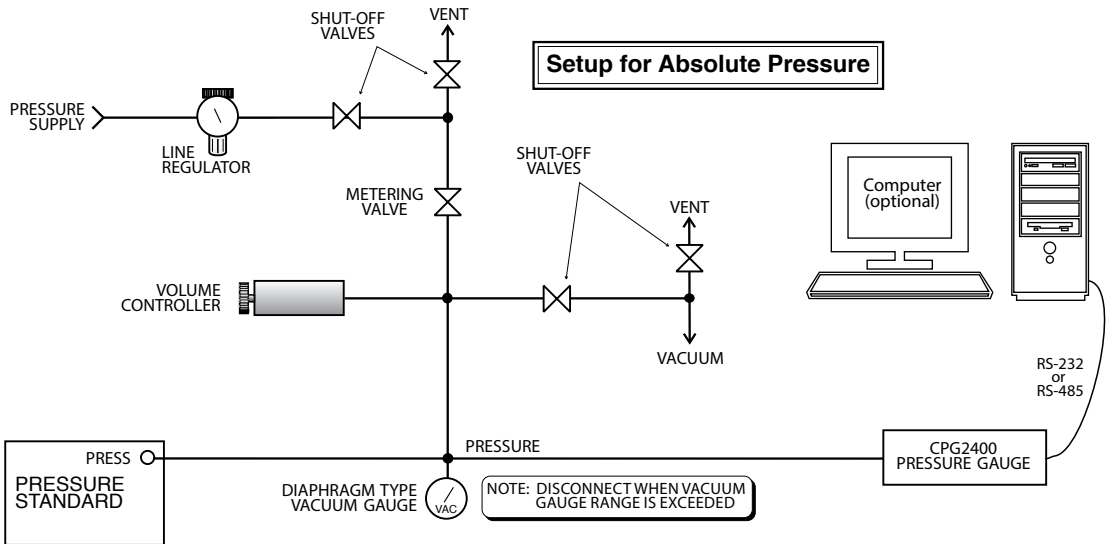 SHUT-OFF
VALVES
VENT
Setup for Absolute Pressure
PRESSURE
SUPPLY
LINE
REGULATOR
METERING
VALVE
SHUT-OFF
VALVES
VENT
Computer
(optional)
VOLUME
CONTROLLER
VACUUM
RS-232
or
RS-485
PRESS
PRESSURE
STANDARD
PRESSURE
CPG2400
PRESSURE GAUGE
DIAPHRAGM TYPE
VACUUM GAUGE
VAC
NOTE: DISCONNECT WHEN VACUUM
GAUGE RANGE IS EXCEEDED